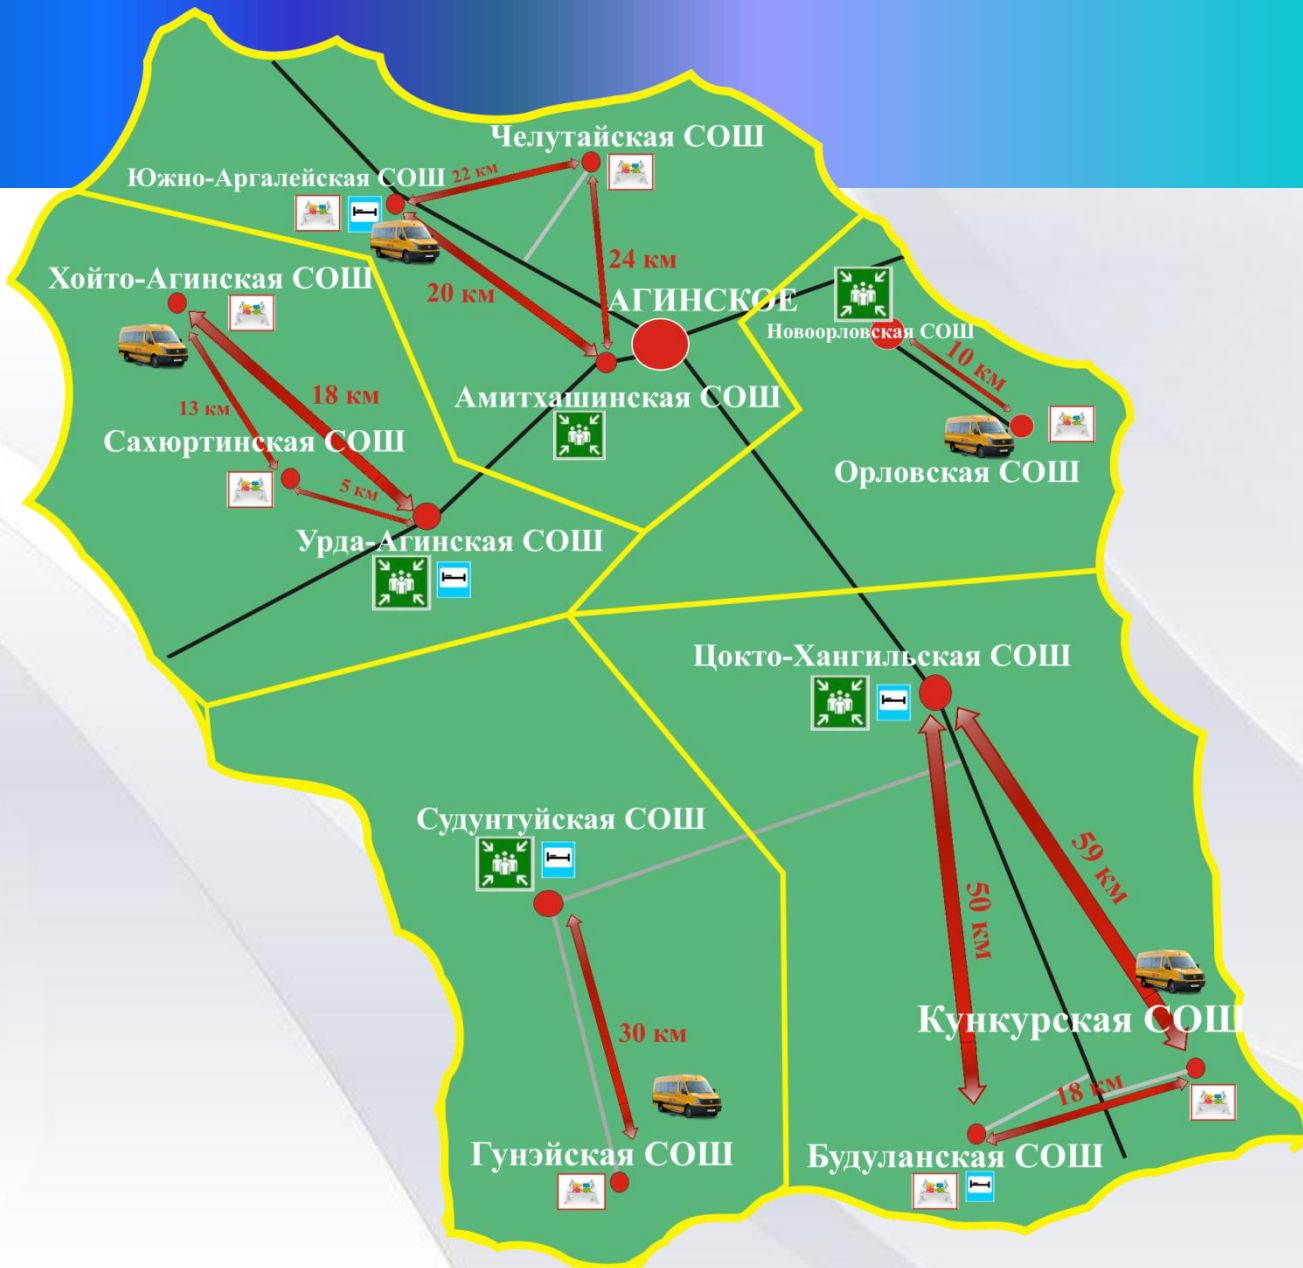 Челутайская СОШ
Южно-Аргалейская СОШ
22 км
Хойто-Агинская СОШ
24 км
20 км
АГИНСКОЕ
Новоорловская СОШ
10 км
18 км
13 км
Амитхашинская СОШ
Сахюртинская СОШ
Орловская СОШ
5 км
Урда-Агинская СОШ
Цокто-Хангильская СОШ
Судунтуйская СОШ
59 км
50 км
Кункурская СОШ
30 км
18 км
Гунэйская СОШ
Будуланская СОШ